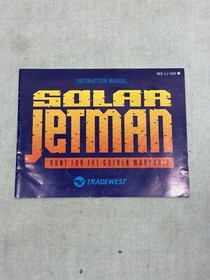 NES-LJ-USA
INSTRUCTION MANUAL
SOLAR
JETMAN
HUNT FOR THE GOLDEN WARPSHIP
TRADEWEST